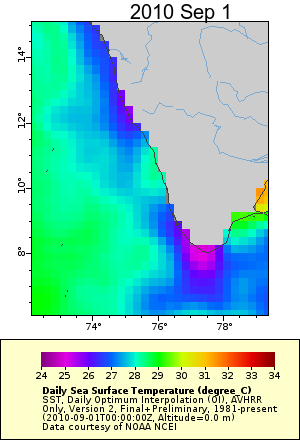 2010 Sep 1
14°
12°
10°
8°
74° 76° 78°
24 25 26 27 28 29 30 31 32 33 34
Daily Sea Surface Temperature (degree_C)
SST, Daily Optimum Interpolation (OI), AVHRR
Only, Version 2, Final+Preliminary, 1981-present
(2010-09-01T00:00:00Z, Altitude=0.0 m)
Data courtesy of NOAA NCEI